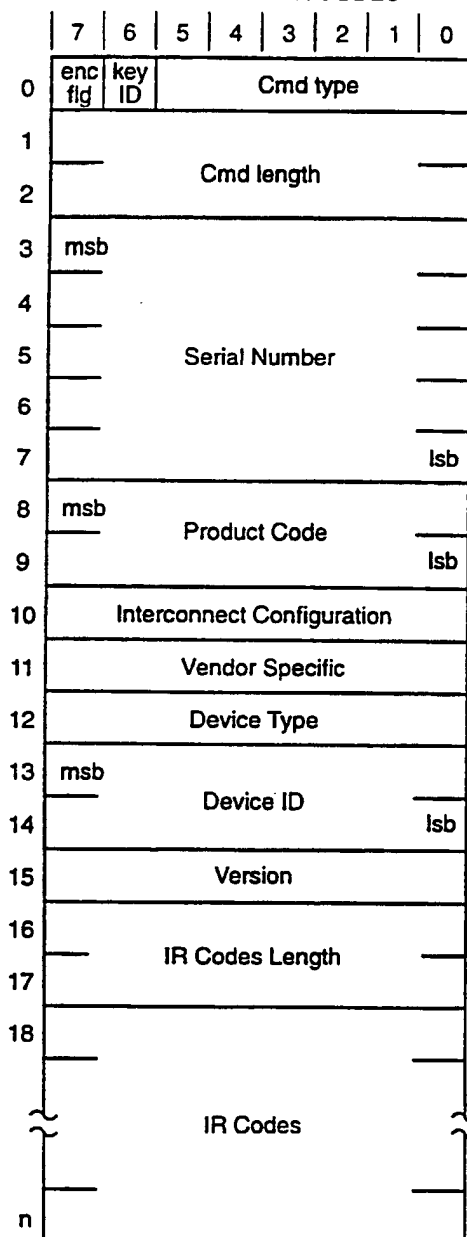 7 6 5 4 3 2 1 0
0 enc flg key ID Cmd type
1
Cmd length
2
3 msb
4
5 Serial Number
6
7 lsb
8 msb
Product Code
9 lsb
10 Interconnect Configuration
11 Vendor Specific
12 Device Type
13 msb
Device ID
14 lsb
15 Version
16
IR Codes Length
17
18
IR Codes
n